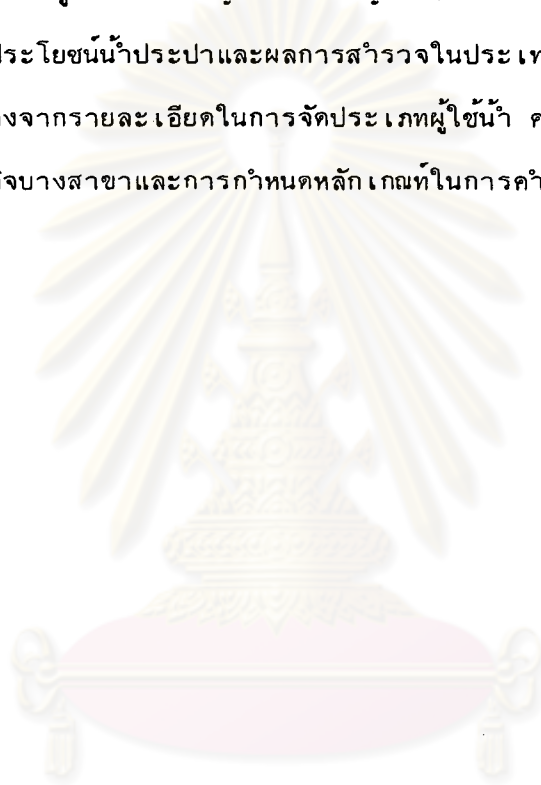 ประโยชน์น้ำประปาและผลการสำรวจในประเท
งจากรายละเอียดในการจัดประเภทผู้ใช้น้ำ ค
จบางสาขาและการกำหนดหลักเกณฑ์ในการคำ